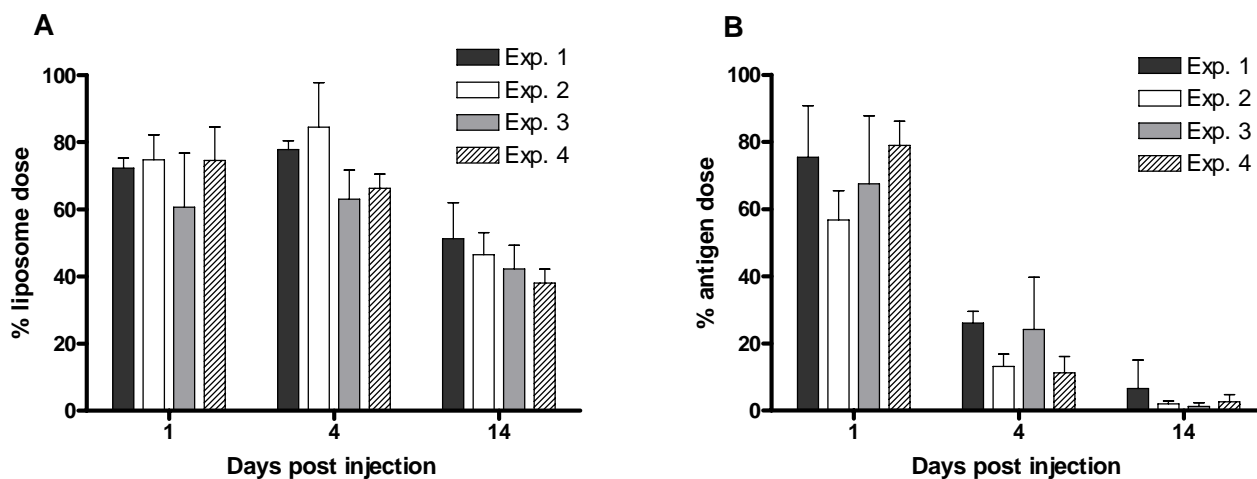 A
Exp. 1
Exp. 2
Exp. 3
Exp. 4
% liposome dose
100
80
60
40
20
0
1 4 14
Days post injection
B
Exp. 1
Exp. 2
Exp. 3
Exp. 4
% antigen dose
100
80
60
40
20
0
1 4 14
Days post injection